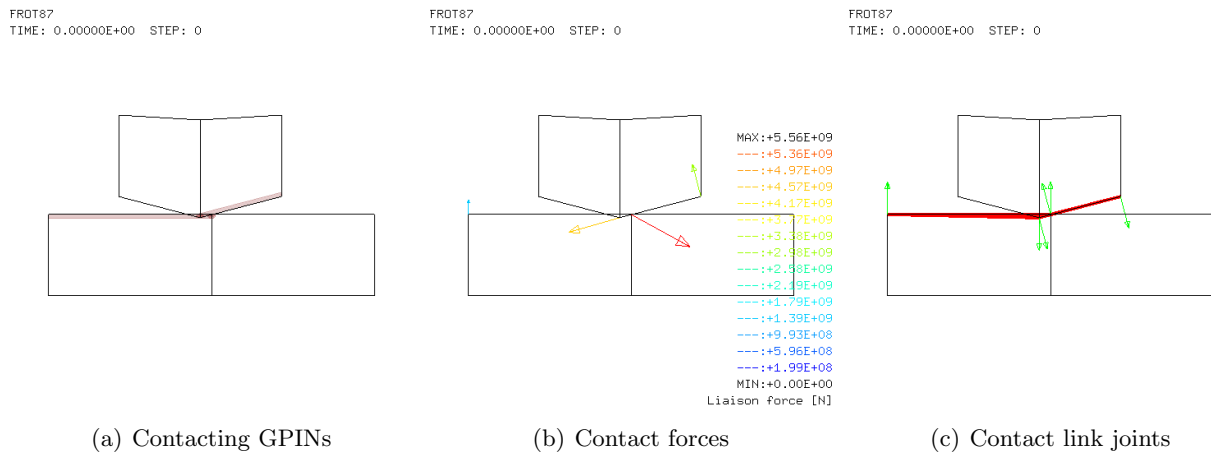 FROT87
TIME: 0.00000E+00 STEP: 0
FROT87
TIME: 0.00000E+00 STEP: 0
MAX:+5.56E+09
---:+5.36E+09
---:+4.97E+09
---:+4.57E+09
---:+4.17E+09
---:+3.77E+09
---:+3.38E+09
---:+2.98E+09
---:+2.58E+09
---:+2.19E+09
---:+1.79E+09
---:+1.39E+09
---:+9.93E+08
---:+5.96E+08
---:+1.99E+08
MIN:+0.00E+00
Liaison force [N]
FROT87
TIME: 0.00000E+00 STEP: 0
(a) Contacting GPINs
(b) Contact forces
(c) Contact link joints